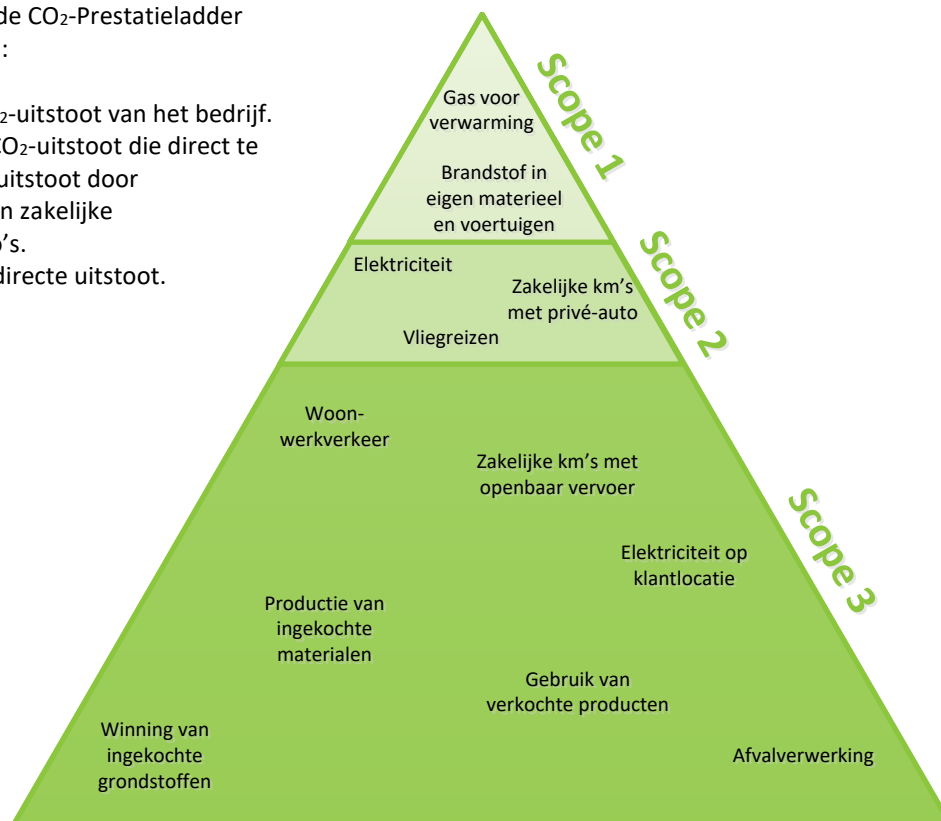 de CO₂-Prestatieladder
:
₂-uitstoot van het bedrijf.
CO₂-uitstoot die direct te
uitstoot door
n zakelijke
o's.
directe uitstoot.
Gas voor
verwarming
Brandstof in
eigen materieel
en voertuigen
Scope 1
Elektriciteit
Zakelijke km's
met privé-auto
Vliegreizen
Scope 2
Woon-
werkverkeer
Zakelijke km's met
openbaar vervoer
Elektriciteit op
klantlocatie
Productie van
ingekochte
materialen
Gebruik van
verkochte producten
Winning van
ingekochte
grondstoffen
Afvalverwerking
Scope 3